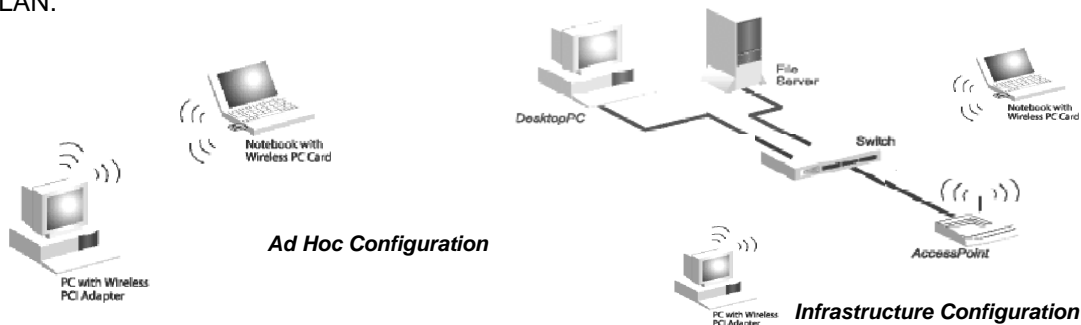 LAN.
Notebook with
Wireless PC Card
PC with Wireless
PCI Adapter
Ad Hoc Configuration
DesktopPC
File
Server
Switch
Notebook with
Wireless PC Card
AccessPoint
PC with Wireless
PCI Adapter
Infrastructure Configuration